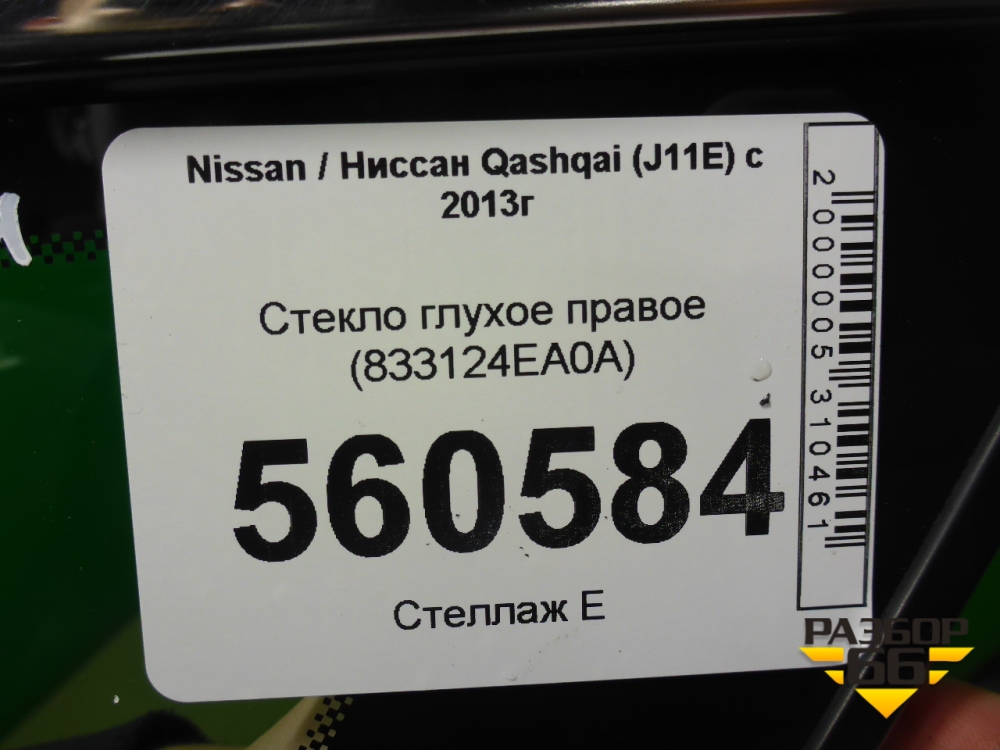 Nissan / Ниссан Qashqai (J11E) с
2013г
Стекло глухое правое
(833124EA0A)
560584
Стеллаж Е
2000005310461
РАЗБОР
66